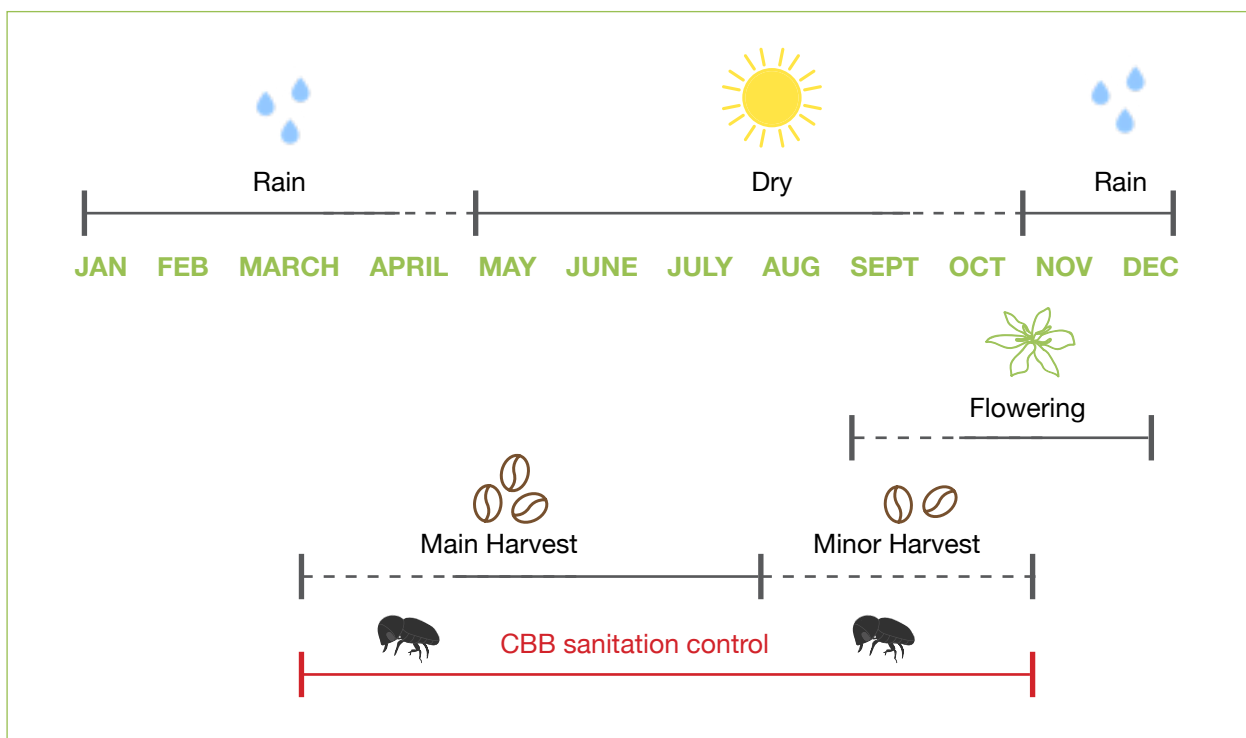 Rain Dry Rain
JAN FEB MARCH APRIL MAY JUNE JULY AUG SEPT OCT NOV DEC
Flowering
Main Harvest Minor Harvest
CBB sanitation control